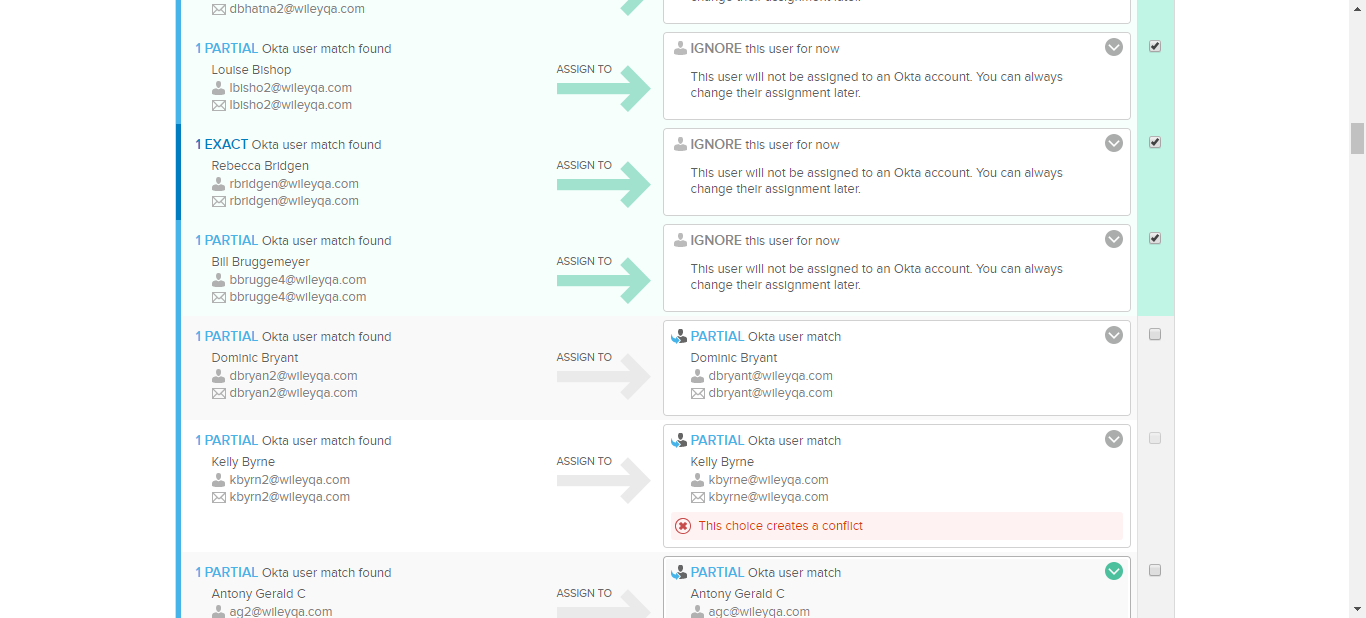 dbhatna2@wileyqa.com
change their assignment later.
1 PARTIAL Okta user match found
Louise Bishop
lbisho2@wileyqa.com
lbisho2@wileyqa.com
ASSIGN TO
IGNORE this user for now
This user will not be assigned to an Okta account. You can always
change their assignment later.
1 EXACT Okta user match found
Rebecca Bridgen
rbridgen@wileyqa.com
rbridgen@wileyqa.com
ASSIGN TO
IGNORE this user for now
This user will not be assigned to an Okta account. You can always
change their assignment later.
1 PARTIAL Okta user match found
Bill Bruggemeyer
bbrugge4@wileyqa.com
bbrugge4@wileyqa.com
ASSIGN TO
IGNORE this user for now
This user will not be assigned to an Okta account. You can always
change their assignment later.
1 PARTIAL Okta user match found
Dominic Bryant
dbryan2@wileyqa.com
dbryan2@wileyqa.com
ASSIGN TO
PARTIAL Okta user match
Dominic Bryant
dbryant@wileyqa.com
dbryant@wileyqa.com
1 PARTIAL Okta user match found
Kelly Byrne
kbyrn2@wileyqa.com
kbyrn2@wileyqa.com
ASSIGN TO
PARTIAL Okta user match
Kelly Byrne
kbyrne@wileyqa.com
kbyrne@wileyqa.com
This choice creates a conflict
1 PARTIAL Okta user match found
Antony Gerald C
ag2@wileyqa.com
ASSIGN TO
PARTIAL Okta user match
Antony Gerald C
agc@wileyqa.com